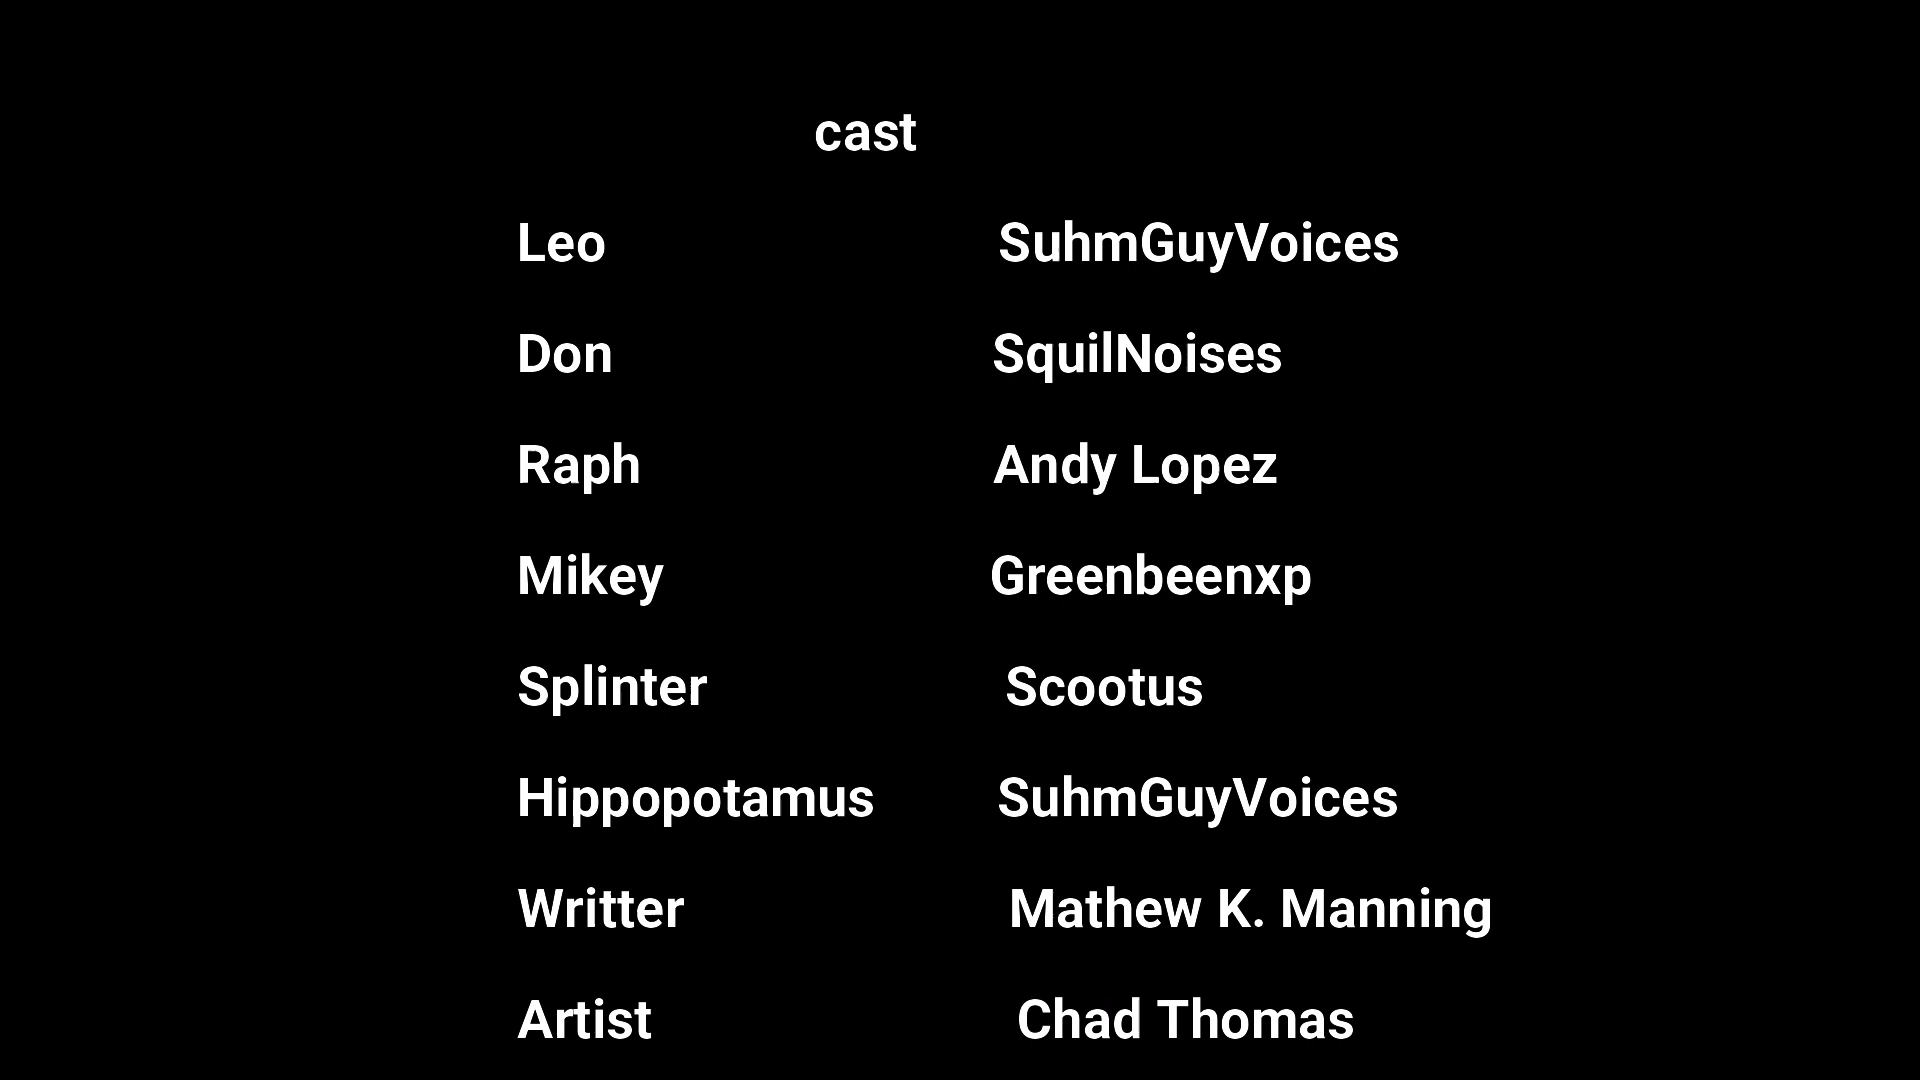 cast
Leo SuhmGuyVoices
Don SquilNoises
Raph Andy Lopez
Mikey Greenbeenxp
Splinter Scootus
Hippopotamus SuhmGuyVoices
Writter Mathew K. Manning
Artist Chad Thomas